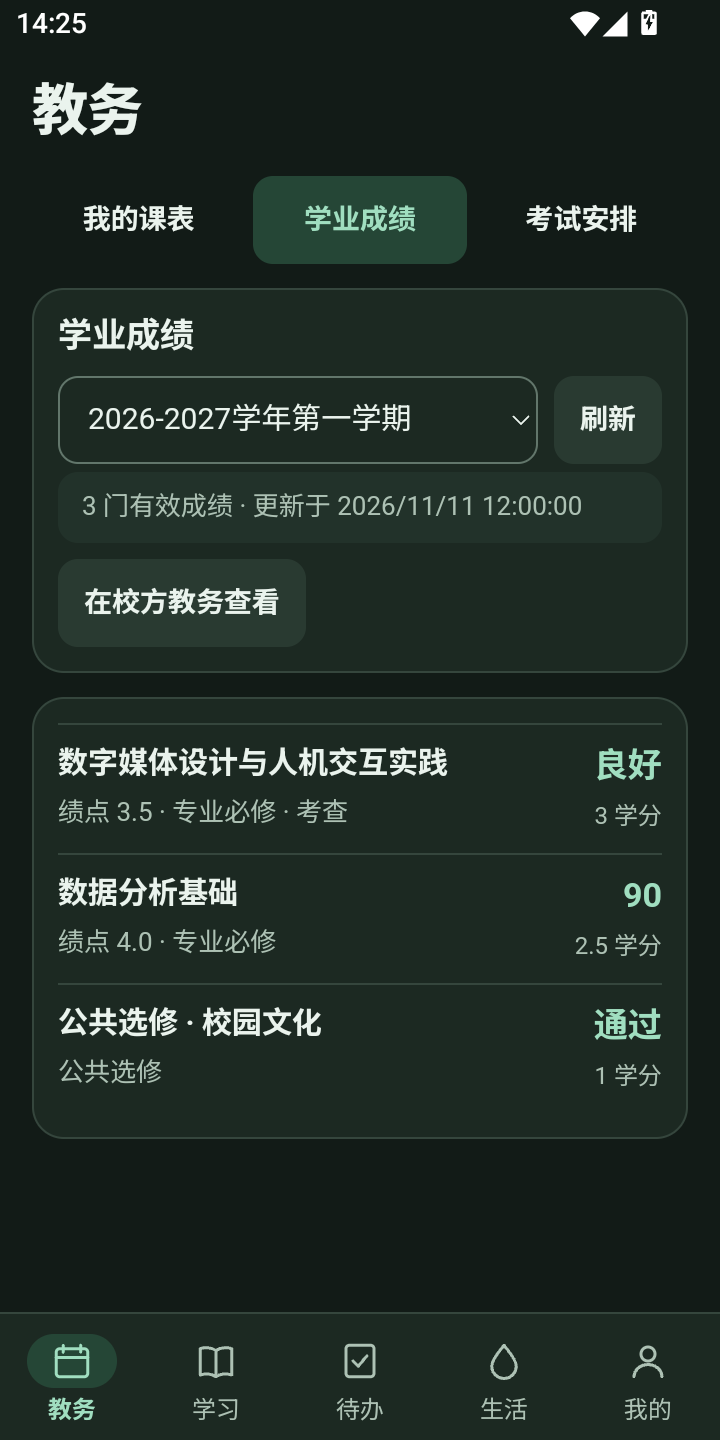 14:25
教务
我的课表 学业成绩 考试安排
学业成绩
2026-2027学年第一学期 刷新
3 门有效成绩 · 更新于 2026/11/11 12:00:00
在校方教务查看
数字媒体设计与人机交互实践 良好
绩点 3.5 · 专业必修 · 考查 3 学分
数据分析基础 90
绩点 4.0 · 专业必修 2.5 学分
公共选修 · 校园文化 通过
公共选修 1 学分
教务 学习 待办 生活 我的